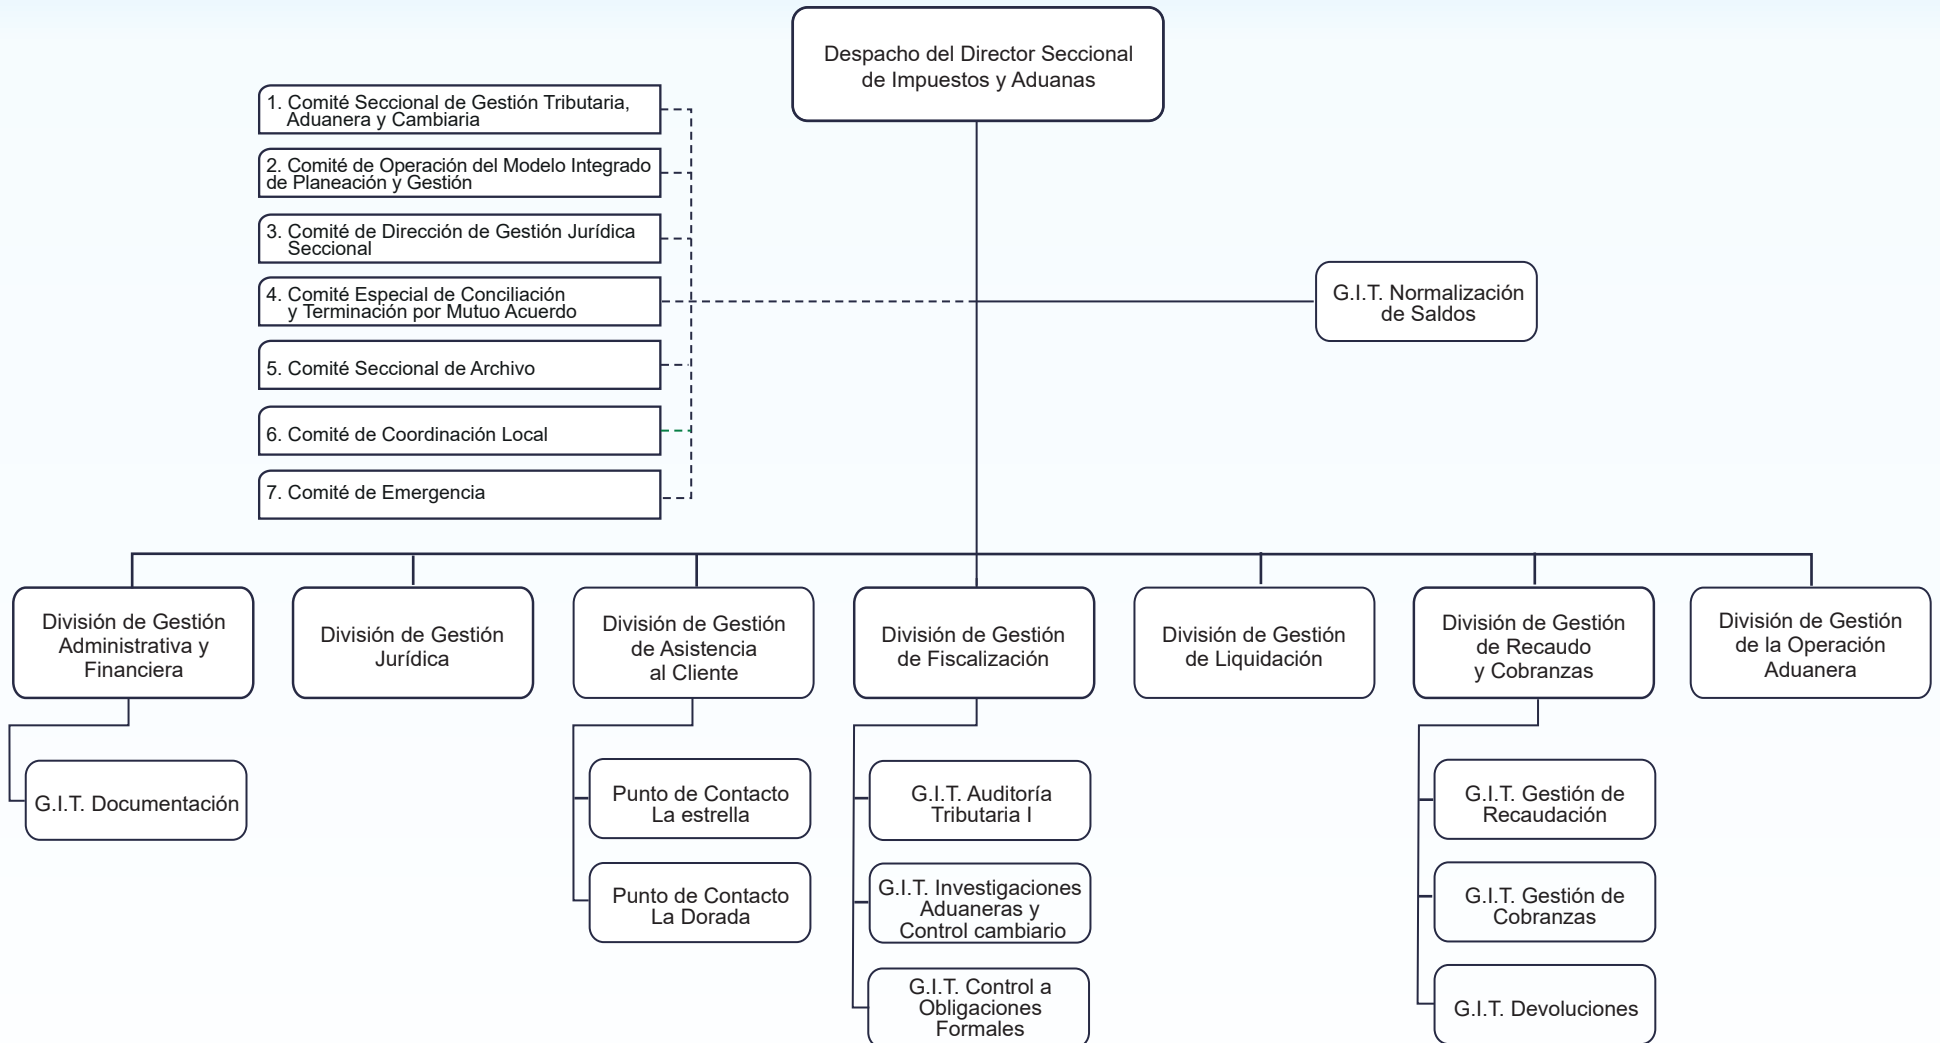 Despacho del Director Seccional
de Impuestos y Aduanas
1. Comité Seccional de Gestión Tributaria,
Aduanera y Cambiaria
2. Comité de Operación del Modelo Integrado
de Planeación y Gestión
3. Comité de Dirección de Gestión Jurídica
Seccional
4. Comité Especial de Conciliación
y Terminación por Mutuo Acuerdo
5. Comité Seccional de Archivo
6. Comité de Coordinación Local
7. Comité de Emergencia
G.I.T. Normalización
de Saldos
División de Gestión
Administrativa y
Financiera
División de Gestión
Jurídica
División de Gestión
de Asistencia
al Cliente
División de Gestión
de Fiscalización
División de Gestión
de Liquidación
División de Gestión
de Recaudo
y Cobranzas
División de Gestión
de la Operación
Aduanera
G.I.T. Documentación
Punto de Contacto
La estrella
Punto de Contacto
La Dorada
G.I.T. Auditoría
Tributaria I
G.I.T. Investigaciones
Aduaneras y
Control cambiario
G.I.T. Control a
Obligaciones
Formales
G.I.T. Gestión de
Recaudación
G.I.T. Gestión de
Cobranzas
G.I.T. Devoluciones